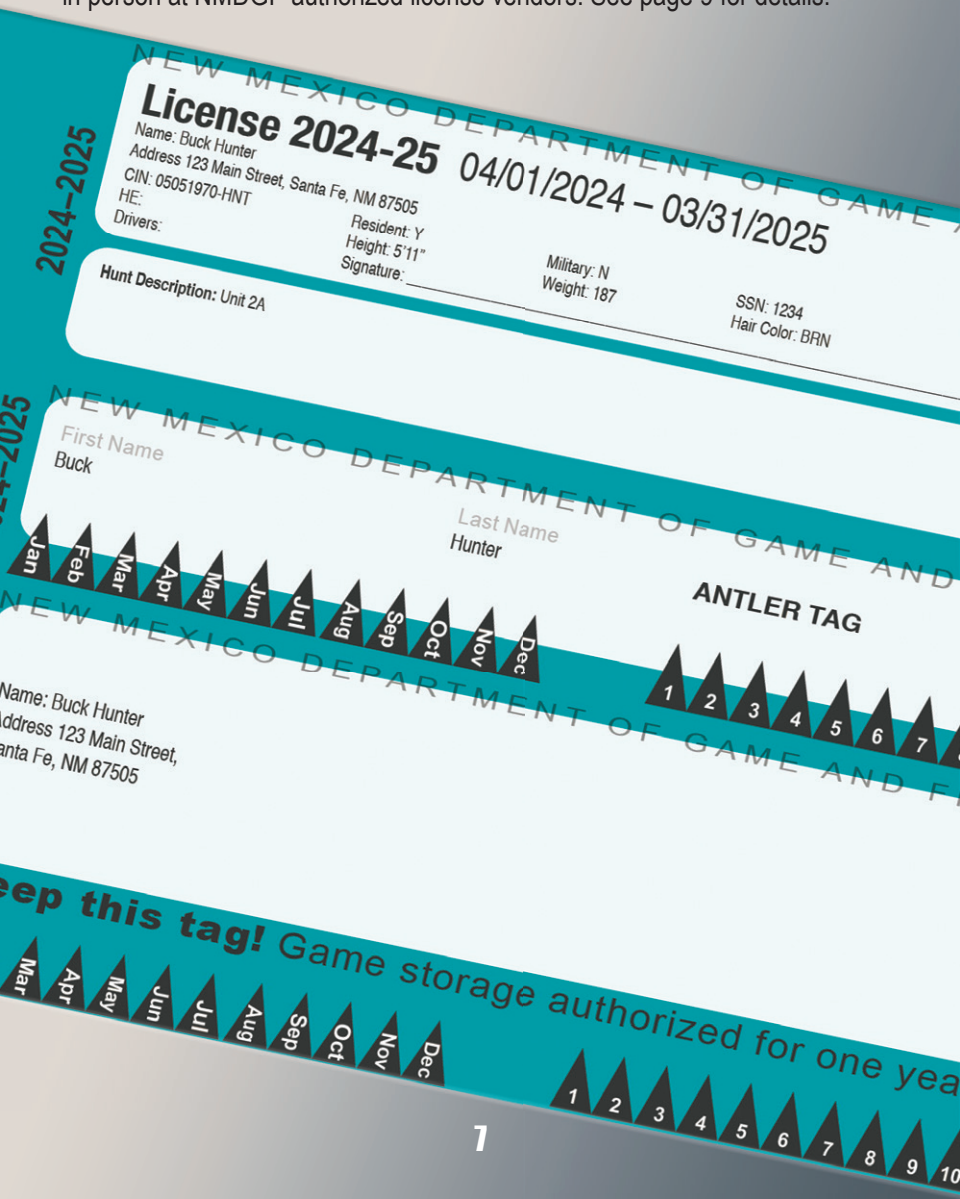 in person at NMDGF-authorized license vendors. See page 9 for details.
NEW MEXICO DEPARTMENT OF GAME
License 2024-25 04/01/2024 – 03/31/2025
2024–2025
Name: Buck Hunter
Address 123 Main Street, Santa Fe, NM 87505
CIN: 05051970-HNT
Resident: Y
Military: N
SSN: 1234
HE:
Height: 5'11"
Weight: 187
Hair Color: BRN
Drivers:
Signature:
Hunt Description: Unit 2A
NEW MEXICO DEPARTMENT OF GAME AND
First Name
Last Name
Buck
Hunter
ANTLER TAG
Jan Feb Mar Apr May Jun Jul Aug Sep Oct Nov Dec
1 2 3 4 5 6 7
NEW MEXICO DEPARTMENT OF GAME AND
Name: Buck Hunter
Address 123 Main Street,
Santa Fe, NM 87505
this tag! Game storage authorized for one
Mar Apr May Jun Jul Aug Sep Oct Nov Dec
1 2 3 4 5 6 7 8 9 10
7